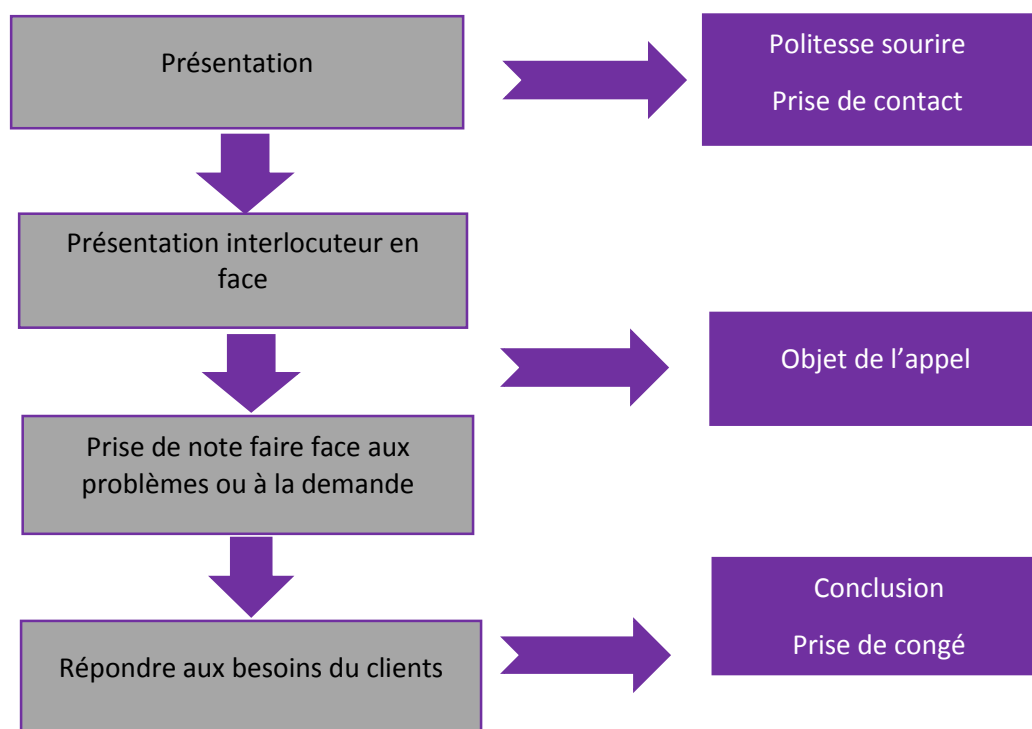 Présentation
Politesse sourire
Prise de contact
Présentation interlocuteur en
face
Objet de l’appel
Prise de note faire face aux
problèmes ou à la demande
Répondre aux besoins du clients
Conclusion
Prise de congé